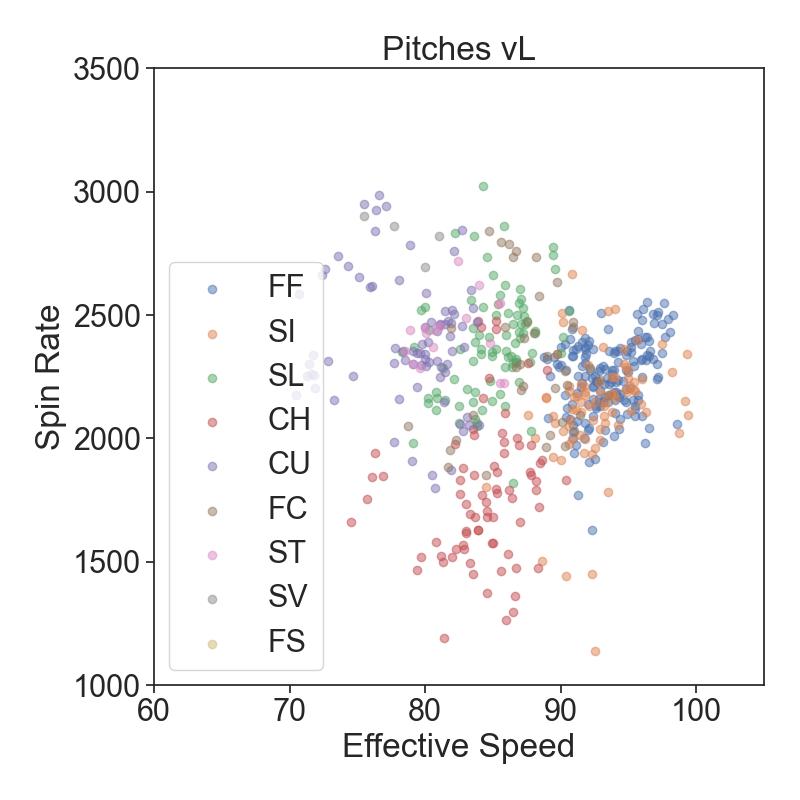 Pitches vL
3500
3000
2500
2000
1500
1000
Spin Rate
FF
SI
SL
CH
CU
FC
ST
SV
FS
60 70 80 90 100
Effective Speed